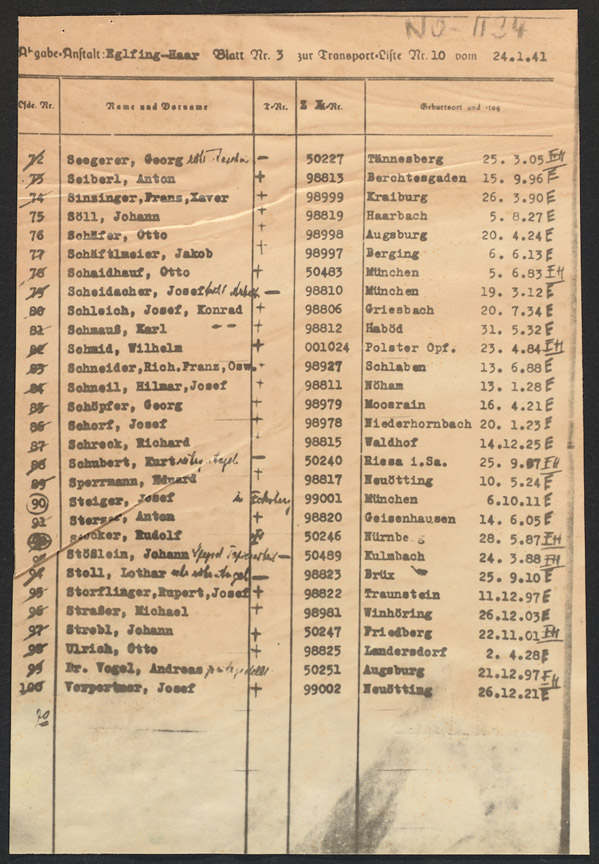 NO-1134
Abgabe-Anstalt: Eglfing-Haar Blatt Nr. 3 zur Transport-Liste Nr. 10 vom 24.1.41
Lfde. Nr. Name und Vorname T-Nr. Z Nr. Geburtsort und -tag
72 Seegerer, Georg — 50227 Tännesberg 25. 3.05 EH
73 Seiberl, Anton + 98813 Berchtesgaden 15. 9.96 E
74 Sinsinger,Franz,Xaver + 98999 Kraiburg 26. 3.90 E
75 Söll, Johann + 98819 Haarbach 5. 8.27 E
76 Schäfer, Otto + 98998 Augsburg 20. 4.24 E
77 Schäftlmeier, Jakob + 98997 Berging 6. 6.13 E
78 Schaidhauf, Otto + 50483 München 5. 6.83 EH
79 Scheidacher, Josef — 98810 München 19. 3.12 E
80 Schleich, Josef, Konrad + 98806 Griesbach 20. 7.34 E
81 Schmauß, Karl -- + 98812 Haböd 31. 5.32 E
82 Schmid, Wilhelm + 001024 Polster Opf. 23. 4.84 EH
83 Schneider,Rich.Franz,Osw. + 98927 Schlaben 13. 6.88 E
84 Schneil, Hilmar,Josef + 98811 Nöham 13. 1.28 E
85 Schöpfer, Georg + 98979 Moosrain 16. 4.21 E
86 Schorf, Josef + 98978 Niederhornbach 20. 1.23 E
87 Schreck, Richard 98815 Waldhof 14.12.25 E
88 Schubert, Kurt — 50240 Riesa i.Sa. 25. 9.07 EH
89 Sperrmann, Eduard 98817 Neuötting 10. 5.24 E
90 Steiger, Josef 99001 München 6.10.11 E
91 Anton + 98820 Geisenhausen 14. 6.05 E
Rudolf 50246 28. 5.87 EH
Stößlein, Johann — 50489 Kulmbach 24. 3.88 EH
94 Stoll, Lothar — 98823 Brüx 25. 9.10 E
95 Storflinger,Rupert,Josef + 98822 Traunstein 11.12.97 E
96 Straßer, Michael + 98981 Winhöring 26.12.03 E
97 Strobl, Johann + 50247 Friedberg 22.11.01 EH
98 Ulrich, Otto + 98825 Landersdorf 2. 4.28 E
99 Dr. Vogel, Andreas + 50251 Augsburg 21.12.97 EH
100 Vorpertner, Josef + 99002 Neuötting 26.12.21 E